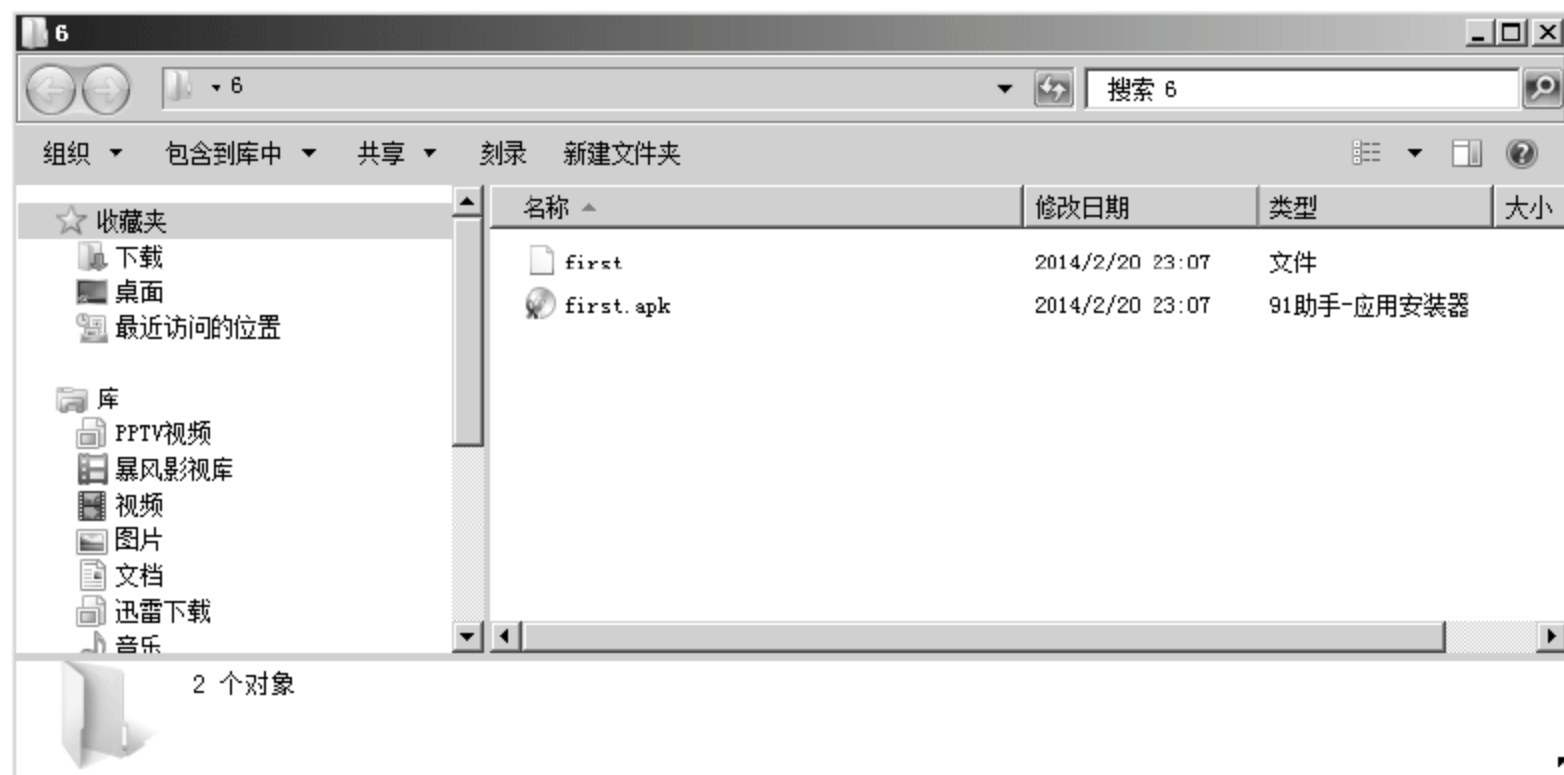 6
6
搜索 6
组织 包含到库中 共享 刻录 新建文件夹
名称 修改日期 类型 大小
收藏夹
下载
桌面
最近访问的位置
库
PPTV视频
暴风影视库
视频
图片
文档
迅雷下载
音乐
first 2014/2/20 23:07 文件
first.apk 2014/2/20 23:07 91助手-应用安装器
2 个对象